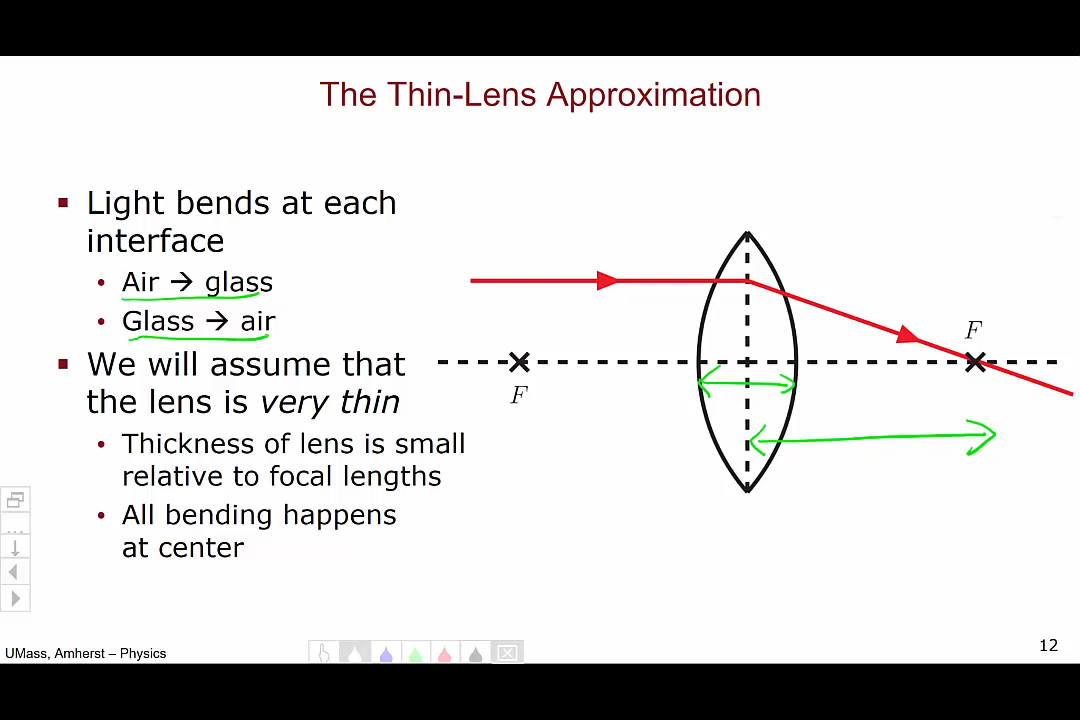 The Thin-Lens Approximation
▪ Light bends at each
interface
• Air → glass
• Glass → air
▪ We will assume that
the lens is very thin
• Thickness of lens is small
relative to focal lengths
• All bending happens
at center
F
F
UMass, Amherst – Physics
12